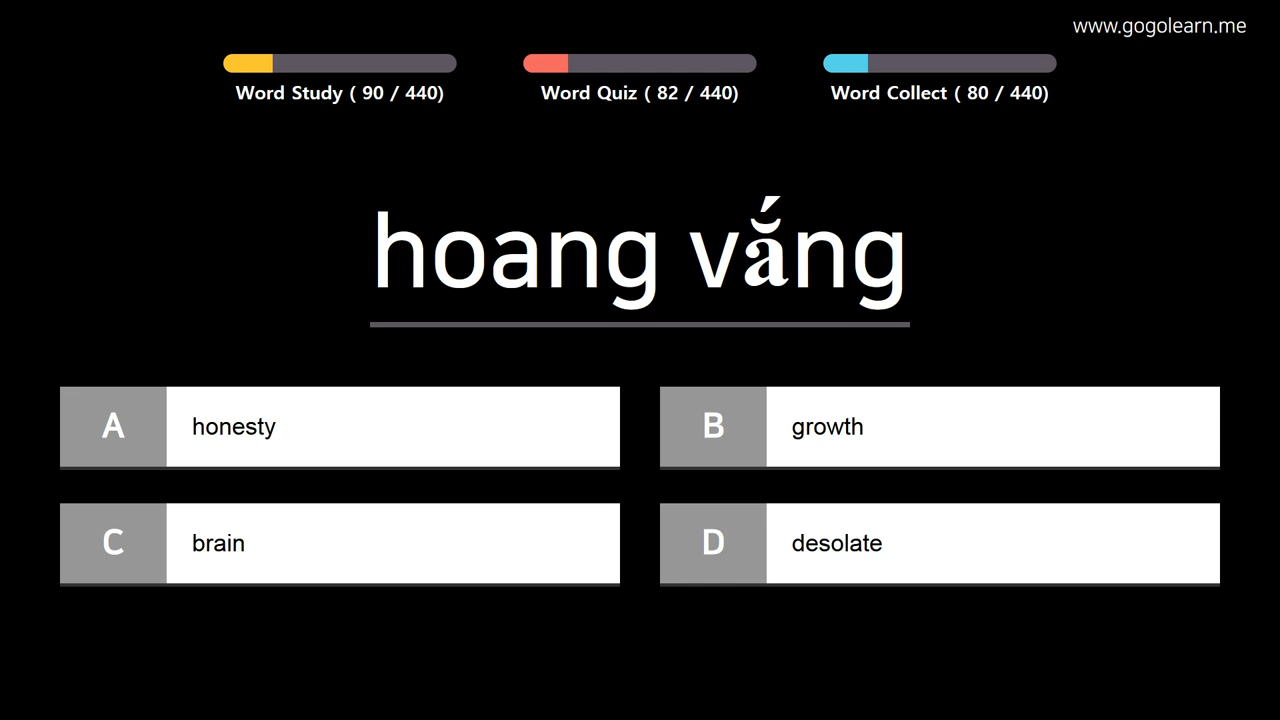 www.gogolearn.me
Word Study ( 90 / 440)
Word Quiz ( 82 / 440)
Word Collect ( 80 / 440)
hoang vắng
A honesty
B growth
C brain
D desolate